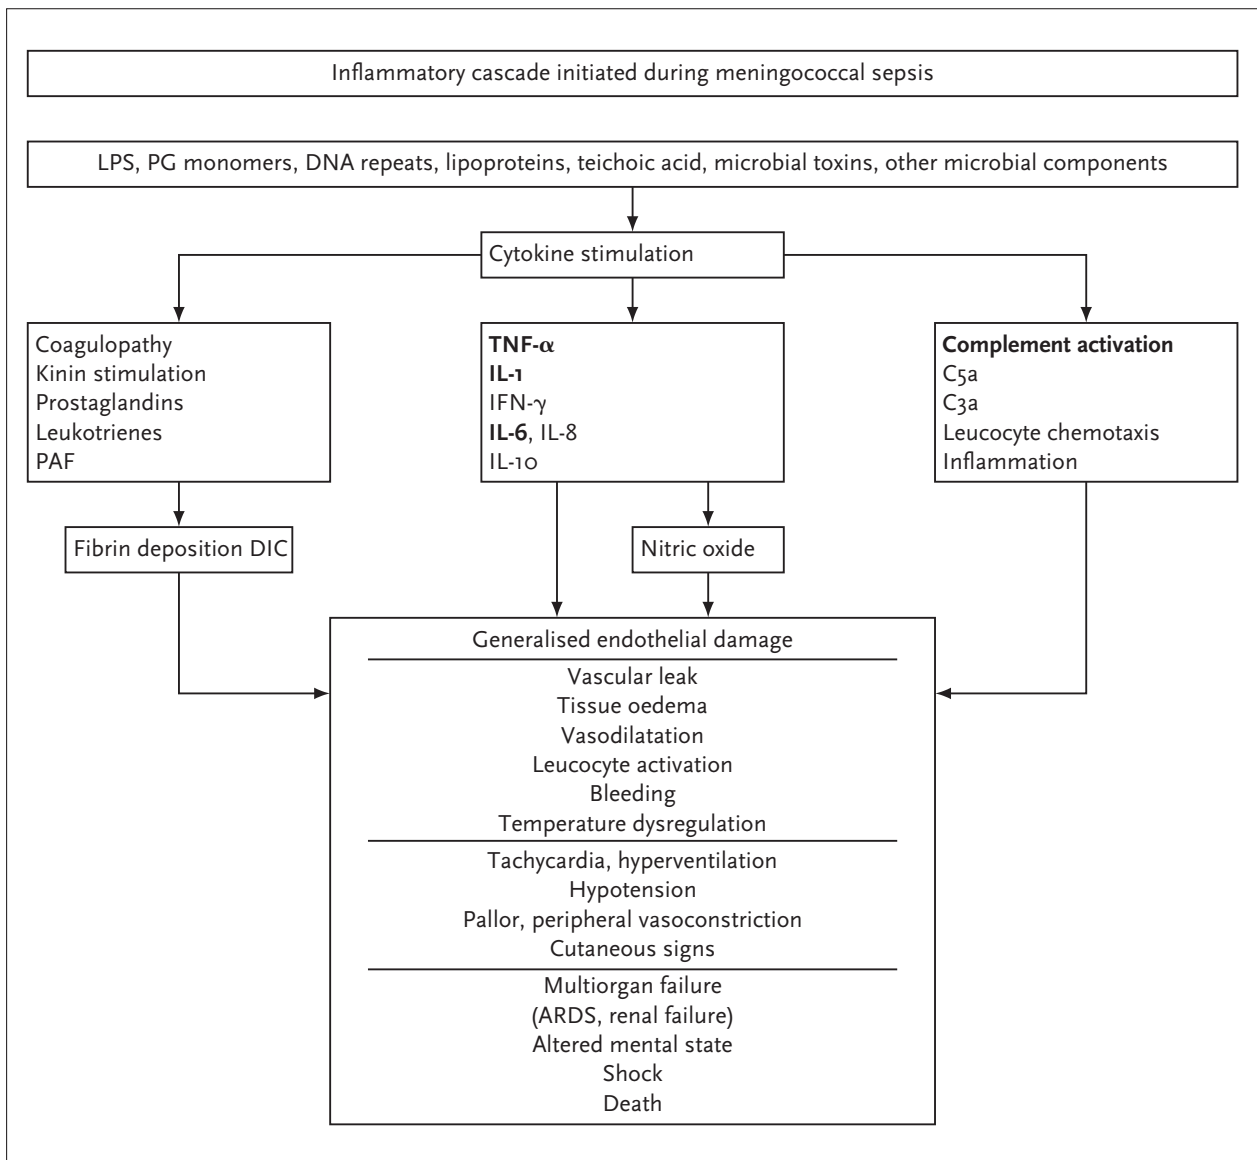 Inflammatory cascade initiated during meningococcal sepsis
LPS, PG monomers, DNA repeats, lipoproteins, teichoic acid, microbial toxins, other microbial components
Cytokine stimulation
Coagulopathy
Kinin stimulation
Prostaglandins
Leukotrienes
PAF
TNF-α
IL-1
IFN-γ
IL-6, IL-8
IL-10
Complement activation
C5a
C3a
Leucocyte chemotaxis
Inflammation
Fibrin deposition DIC
Nitric oxide
Generalised endothelial damage
Vascular leak
Tissue oedema
Vasodilatation
Leucocyte activation
Bleeding
Temperature dysregulation
Tachycardia, hyperventilation
Hypotension
Pallor, peripheral vasoconstriction
Cutaneous signs
Multiorgan failure
(ARDS, renal failure)
Altered mental state
Shock
Death